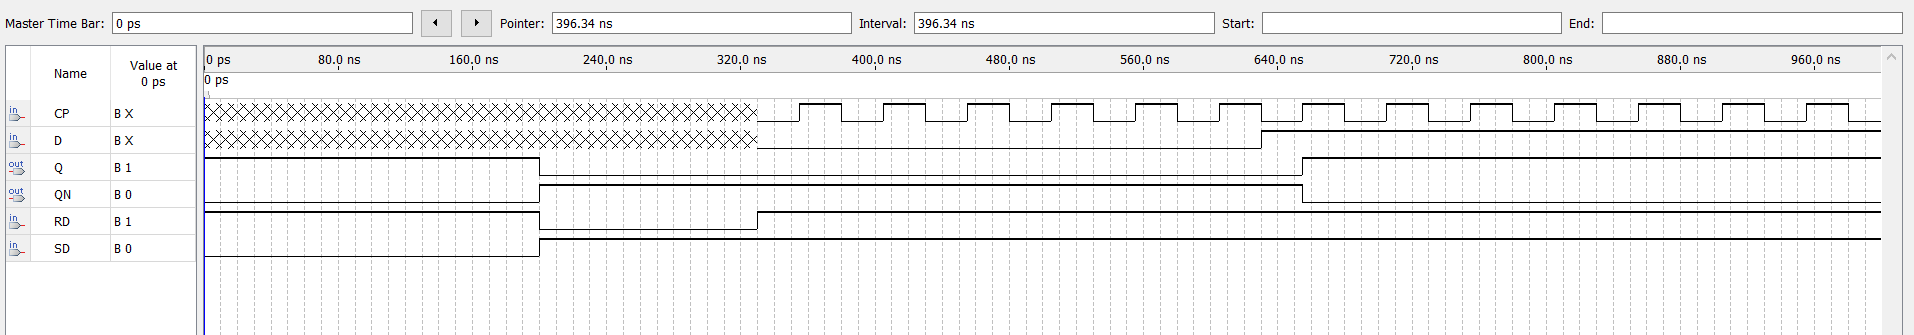 Master Time Bar: 0 ps Pointer: 396.34 ns Interval: 396.34 ns Start: End:
Name Value at 0 ps
0 ps 80.0 ns 160.0 ns 240.0 ns 320.0 ns 400.0 ns 480.0 ns 560.0 ns 640.0 ns 720.0 ns 800.0 ns 880.0 ns 960.0 ns
0 ps
in CP B X
in D B X
out Q B 1
out QN B 0
in RD B 1
in SD B 0